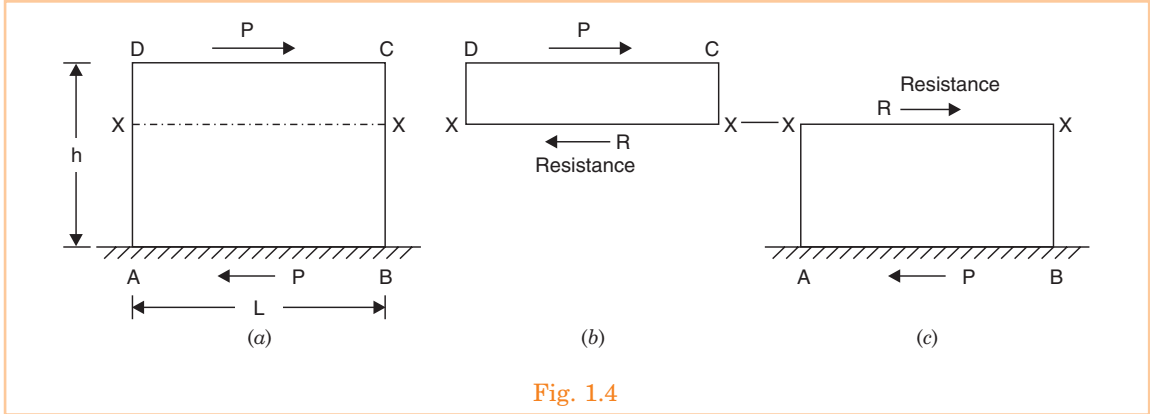 D P C
X X
h
A P B
L
(a)
D P C
X X
R
Resistance
(b)
Resistance
R
X X
A P B
(c)
Fig. 1.4